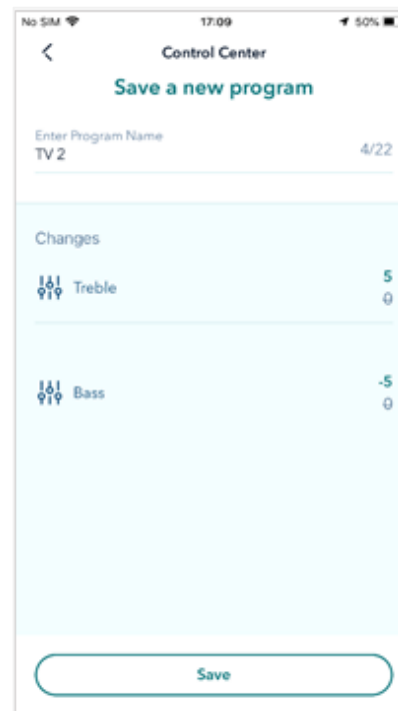 No SIM 17:09 50%
Control Center
Save a new program
Enter Program Name
TV 2 4/22
Changes
Treble 5
0
Bass -5
0
Save